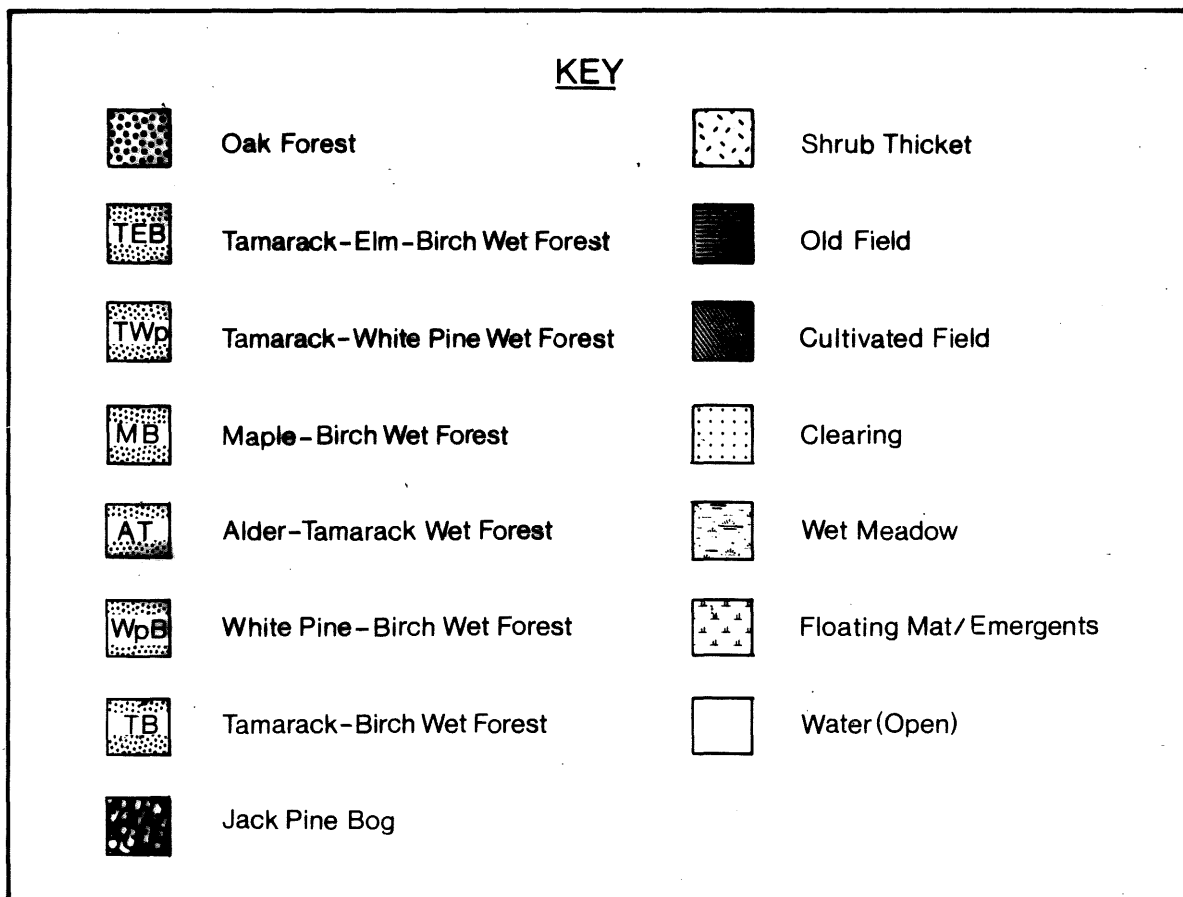 KEY
Oak Forest
TEB Tamarack-Elm-Birch Wet Forest
TWp Tamarack-White Pine Wet Forest
MB Maple-Birch Wet Forest
AT Alder-Tamarack Wet Forest
WpB White Pine-Birch Wet Forest
TB Tamarack-Birch Wet Forest
Jack Pine Bog
Shrub Thicket
Old Field
Cultivated Field
Clearing
Wet Meadow
Floating Mat/Emergents
Water (Open)